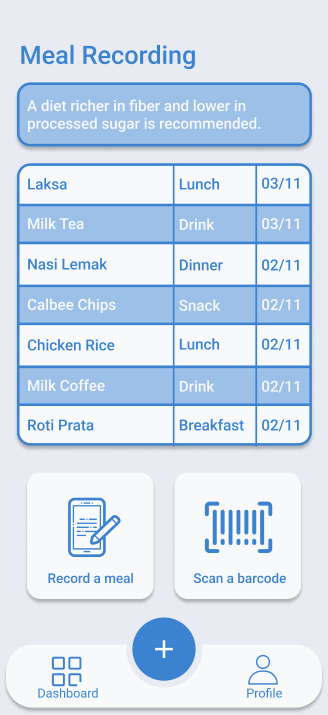 Meal Recording
A diet richer in fiber and lower in
processed sugar is recommended.
Laksa Lunch 03/11
Milk Tea Drink 03/11
Nasi Lemak Dinner 02/11
Calbee Chips Snack 02/11
Chicken Rice Lunch 02/11
Milk Coffee Drink 02/11
Roti Prata Breakfast 02/11
Record a meal Scan a barcode
+
Dashboard Profile